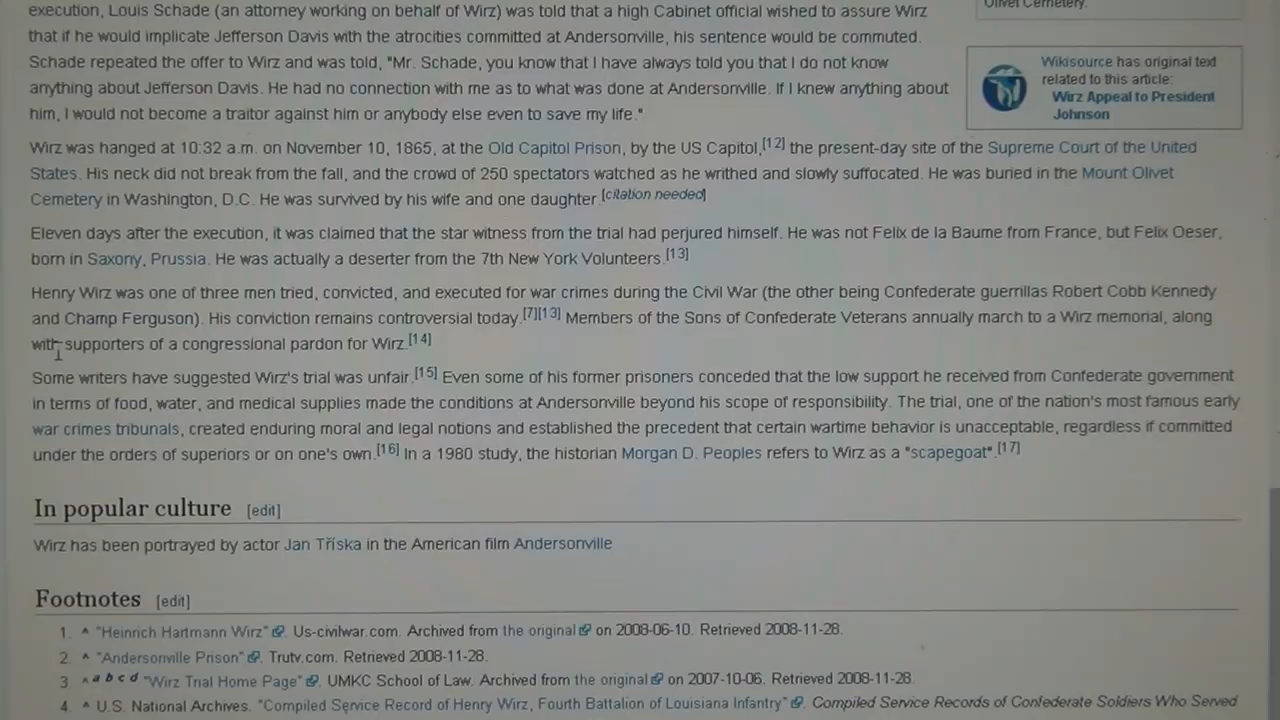 execution, Louis Schade (an attorney working on behalf of Wirz) was told that a high Cabinet official wished to assure Wirz
that if he would implicate Jefferson Davis with the atrocities committed at Andersonville, his sentence would be commuted.
Schade repeated the offer to Wirz and was told, "Mr. Schade, you know that I have always told you that I do not know
anything about Jefferson Davis. He had no connection with me as to what was done at Andersonville. If I knew anything about
him, I would not become a traitor against him or anybody else even to save my life."
Olivet Cemetery.
Wikisource has original text
related to this article:
Wirz Appeal to President
Johnson
Wirz was hanged at 10:32 a.m. on November 10, 1865, at the Old Capitol Prison, by the US Capitol,[12] the present-day site of the Supreme Court of the United
States. His neck did not break from the fall, and the crowd of 250 spectators watched as he writhed and slowly suffocated. He was buried in the Mount Olivet
Cemetery in Washington, D.C. He was survived by his wife and one daughter.[citation needed]
Eleven days after the execution, it was claimed that the star witness from the trial had perjured himself. He was not Felix de la Baume from France, but Felix Oeser,
born in Saxony, Prussia. He was actually a deserter from the 7th New York Volunteers.[13]
Henry Wirz was one of three men tried, convicted, and executed for war crimes during the Civil War (the other being Confederate guerrillas Robert Cobb Kennedy
and Champ Ferguson). His conviction remains controversial today.[7][13] Members of the Sons of Confederate Veterans annually march to a Wirz memorial, along
with supporters of a congressional pardon for Wirz.[14]
Some writers have suggested Wirz's trial was unfair.[15] Even some of his former prisoners conceded that the low support he received from Confederate government
in terms of food, water, and medical supplies made the conditions at Andersonville beyond his scope of responsibility. The trial, one of the nation's most famous early
war crimes tribunals, created enduring moral and legal notions and established the precedent that certain wartime behavior is unacceptable, regardless if committed
under the orders of superiors or on one's own.[16] In a 1980 study, the historian Morgan D. Peoples refers to Wirz as a "scapegoat".[17]
In popular culture [edit]
Wirz has been portrayed by actor Jan Tříska in the American film Andersonville
Footnotes [edit]
1. ^ "Heinrich Hartmann Wirz". Us-civilwar.com. Archived from the original on 2008-06-10. Retrieved 2008-11-28.
2. ^ "Andersonville Prison". Trutv.com. Retrieved 2008-11-28.
3. ^ a b c d "Wirz Trial Home Page". UMKC School of Law. Archived from the original on 2007-10-06. Retrieved 2008-11-28.
4. ^ U.S. National Archives. "Compiled Service Record of Henry Wirz, Fourth Battalion of Louisiana Infantry". Compiled Service Records of Confederate Soldiers Who Served